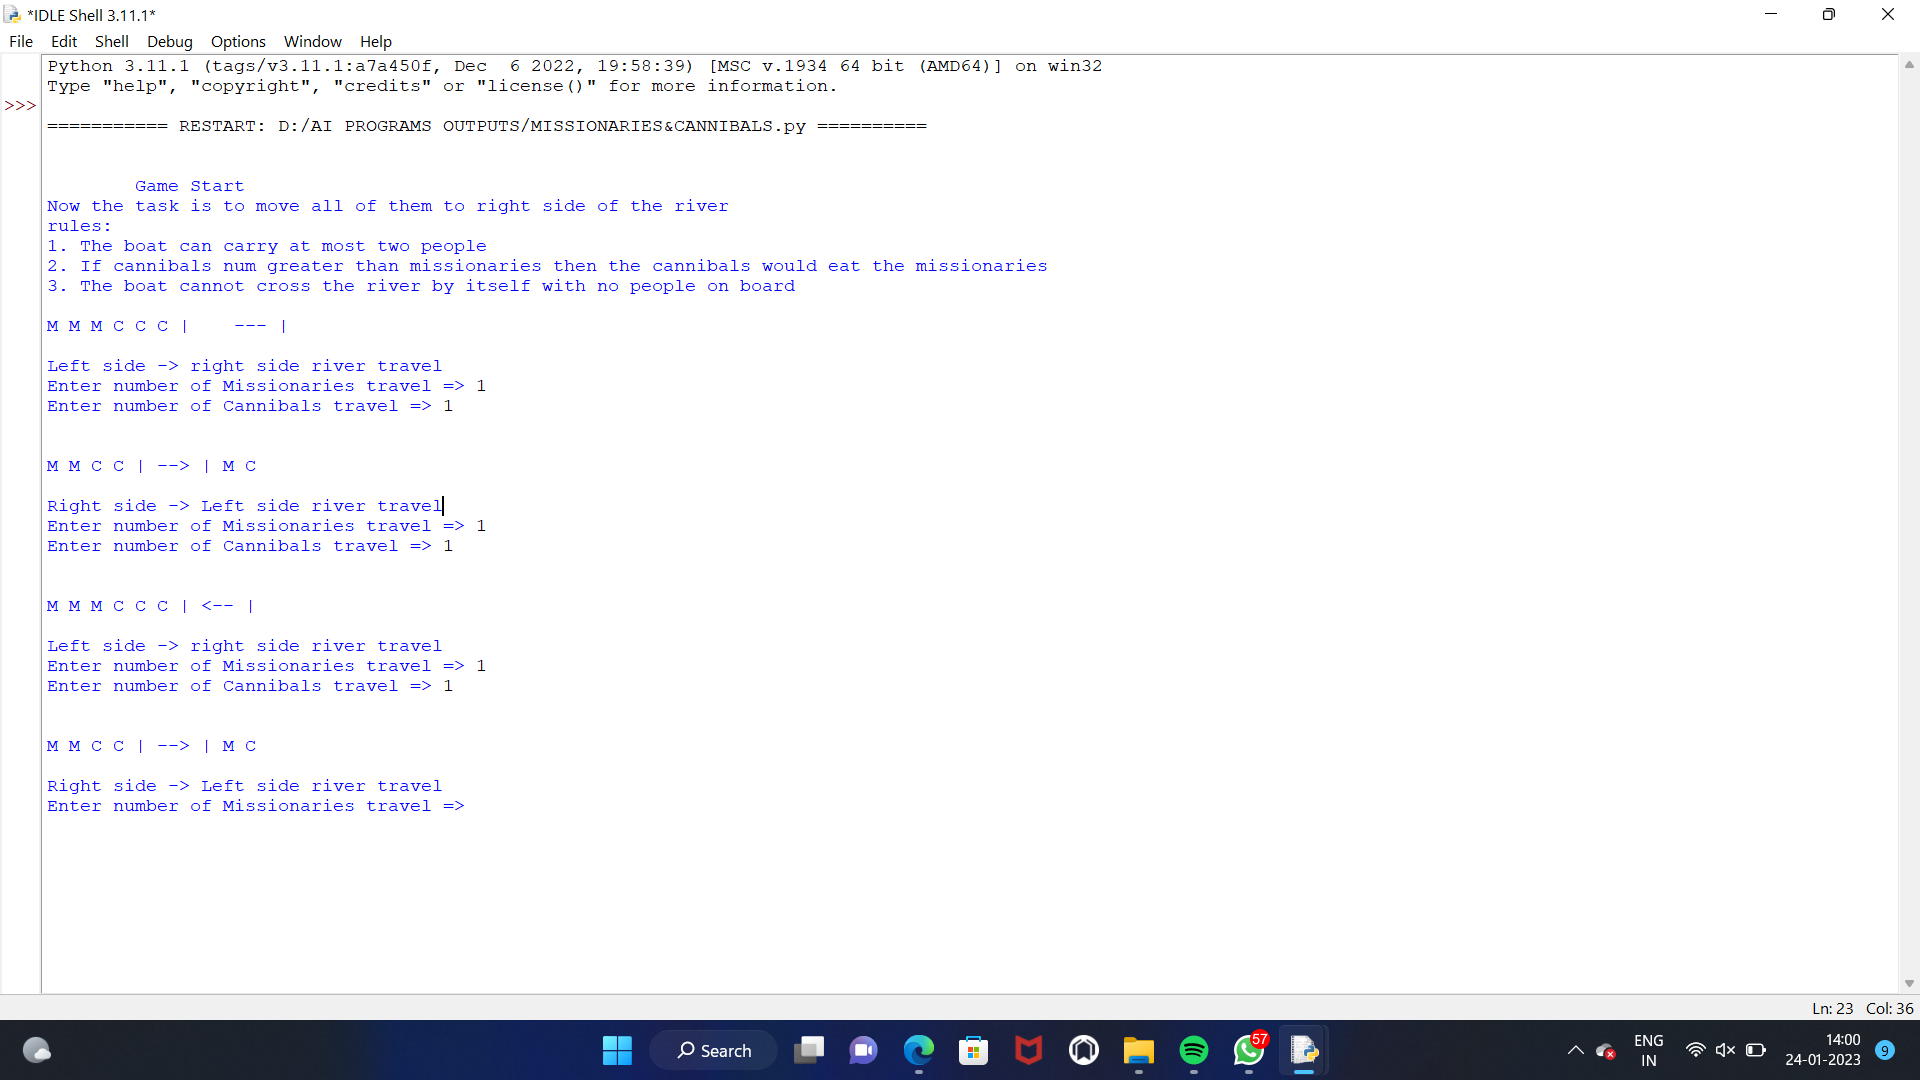 *IDLE Shell 3.11.1*
File Edit Shell Debug Options Window Help
Python 3.11.1 (tags/v3.11.1:a7a450f, Dec  6 2022, 19:58:39) [MSC v.1934 64 bit (AMD64)] on win32
Type "help", "copyright", "credits" or "license()" for more information.
>>>
=========== RESTART: D:/AI PROGRAMS OUTPUTS/MISSIONARIES&CANNIBALS.py ==========
Game Start
Now the task is to move all of them to right side of the river
rules:
1. The boat can carry at most two people
2. If cannibals num greater than missionaries then the cannibals would eat the missionaries
3. The boat cannot cross the river by itself with no people on board
M M M C C C |    --- |
Left side -> right side river travel
Enter number of Missionaries travel => 1
Enter number of Cannibals travel => 1
M M C C | --> | M C
Right side -> Left side river travel
Enter number of Missionaries travel => 1
Enter number of Cannibals travel => 1
M M M C C C | <-- |
Left side -> right side river travel
Enter number of Missionaries travel => 1
Enter number of Cannibals travel => 1
M M C C | --> | M C
Right side -> Left side river travel
Enter number of Missionaries travel =>
Ln: 23 Col: 36
Search
57
ENG
IN
14:00
24-01-2023
9